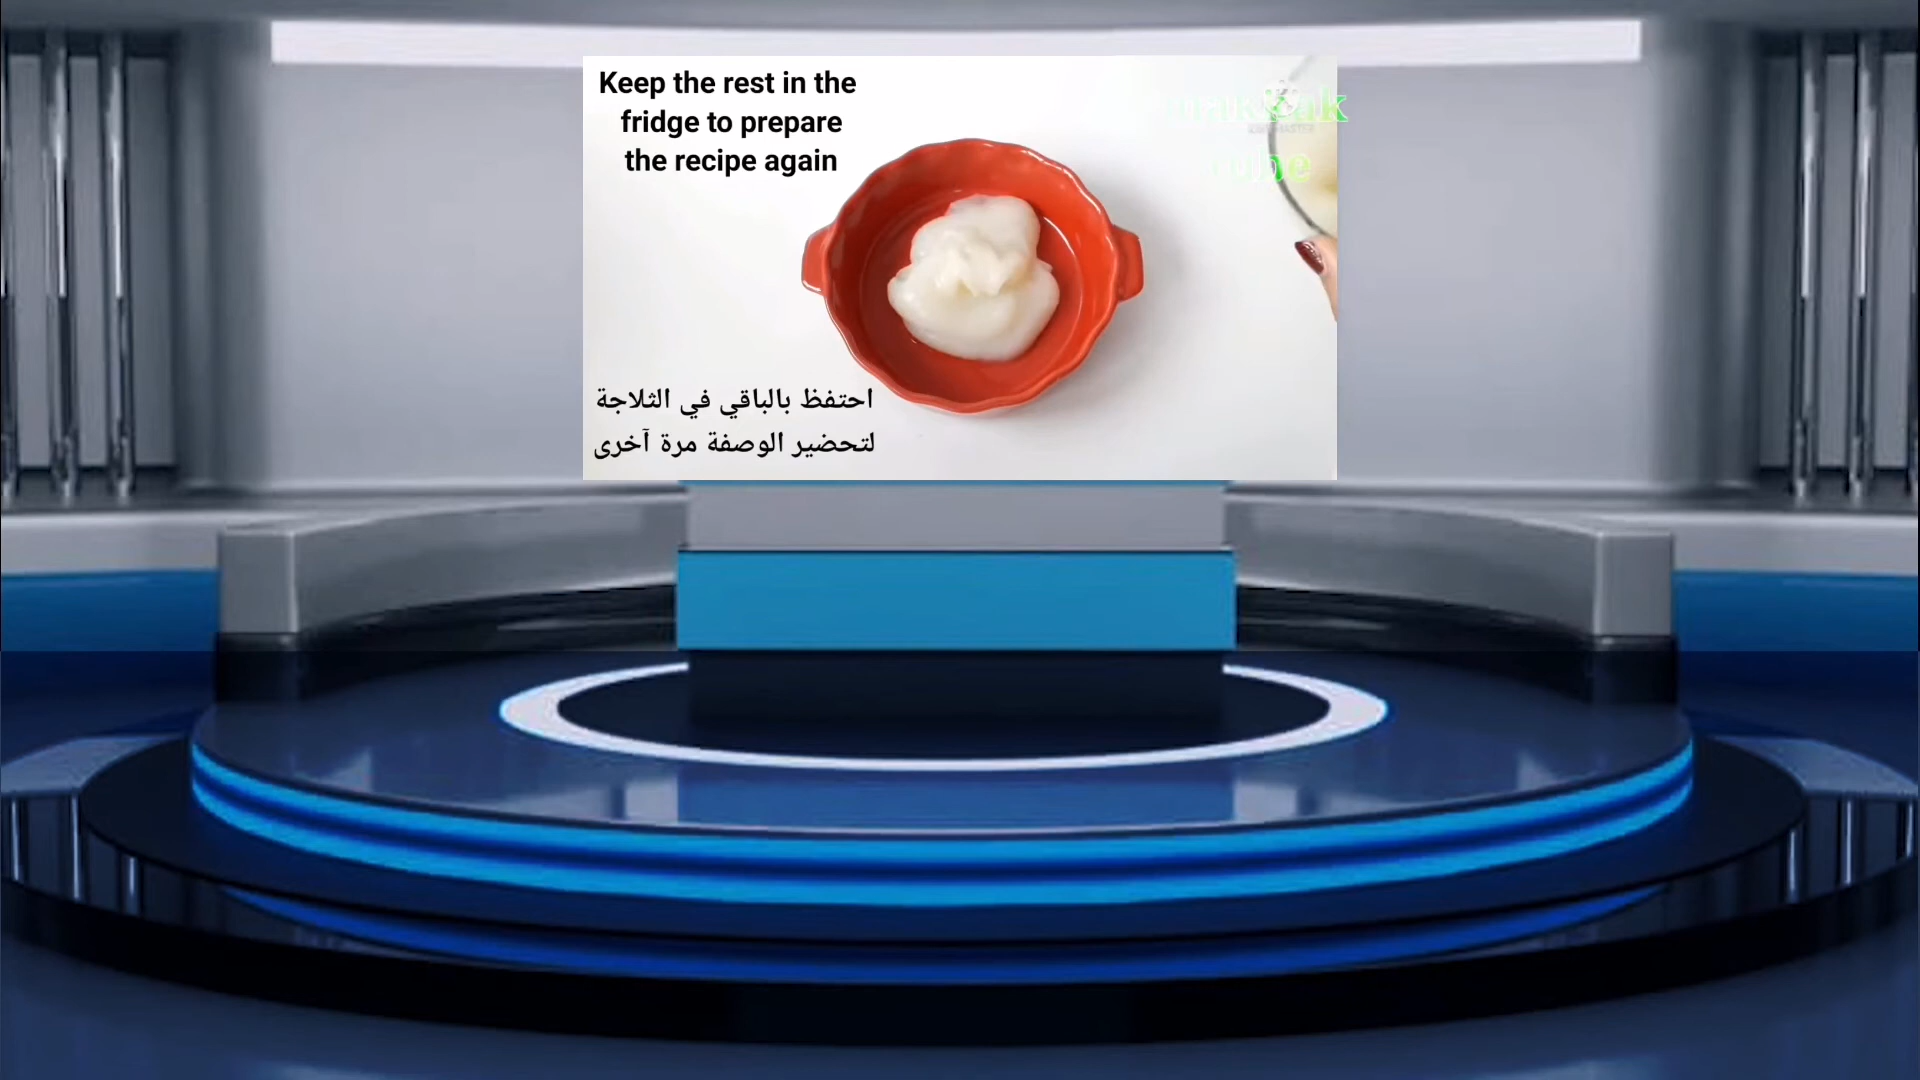 Keep the rest in the
fridge to prepare
the recipe again
احتفظ بالباقي في الثلاجة
لتحضير الوصفة مرة آخرى